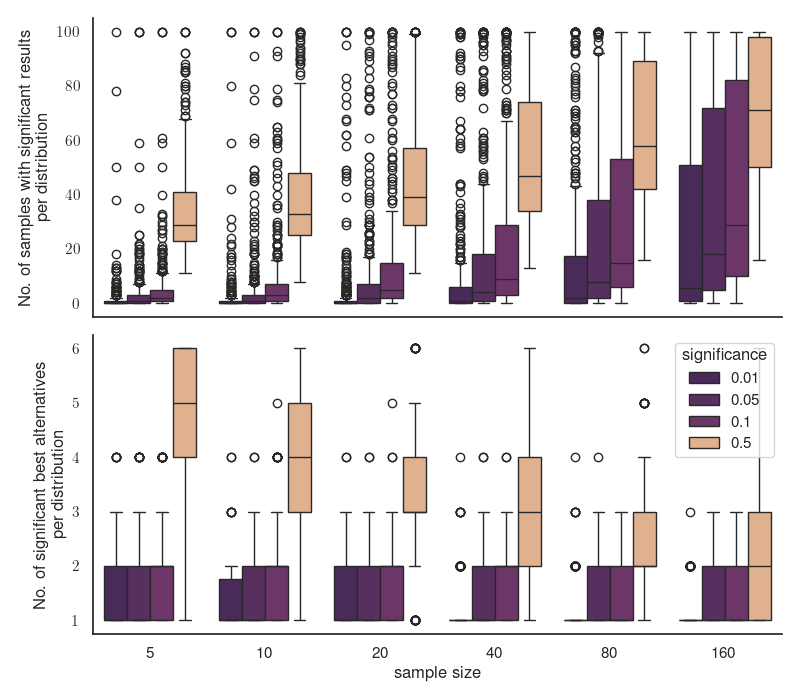 No. of samples with significant results
per distribution
100
80
60
40
20
0
No. of significant best alternatives
per distribution
6
5
4
3
2
1
significance
0.01
0.05
0.1
0.5
5 10 20 40 80 160
sample size